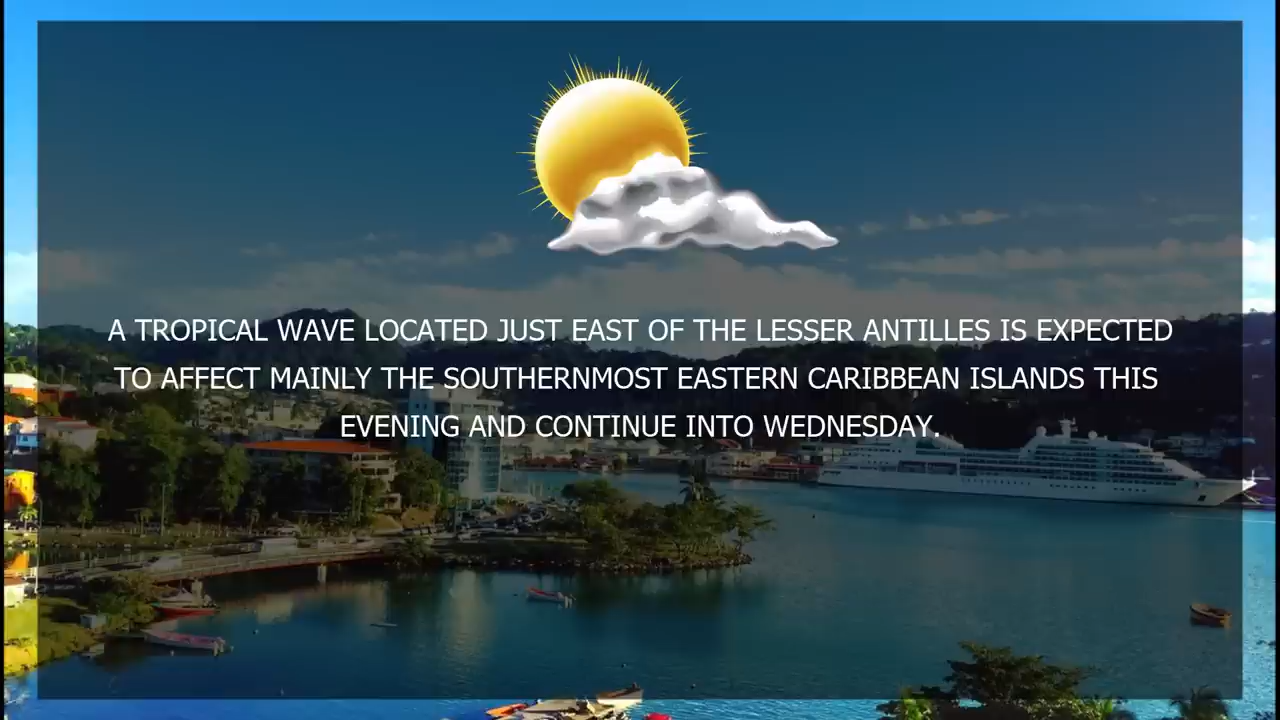 A TROPICAL WAVE LOCATED JUST EAST OF THE LESSER ANTILLES IS EXPECTED
TO AFFECT MAINLY THE SOUTHERNMOST EASTERN CARIBBEAN ISLANDS THIS
EVENING AND CONTINUE INTO WEDNESDAY.